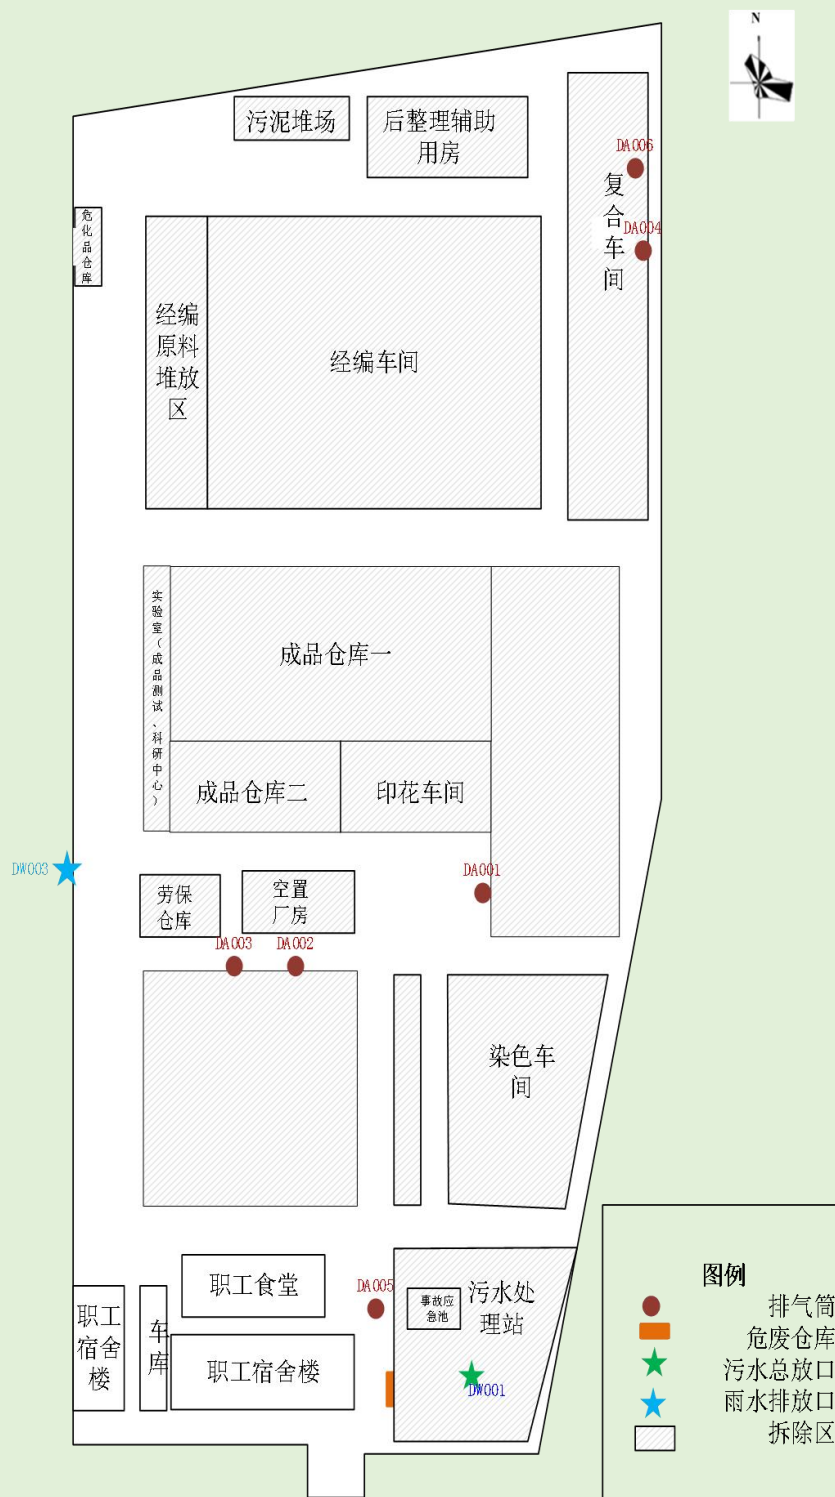 N
污泥堆场
后整理辅助
用房
DA006
复合车间
DA004
危化品仓库
经编
原料
堆放
区
经编车间
实验室（成品测试、科研中心）
成品仓库一
成品仓库二
印花车间
DW003
DA001
劳保
仓库
空置
厂房
DA003
DA002
染色车
间
职工食堂
DA005
事故应
急池
污水处
理站
职工
宿舍
楼
车库
职工宿舍楼
DW001
图例
排气筒
危废仓库
污水总放口
雨水排放口
拆除区